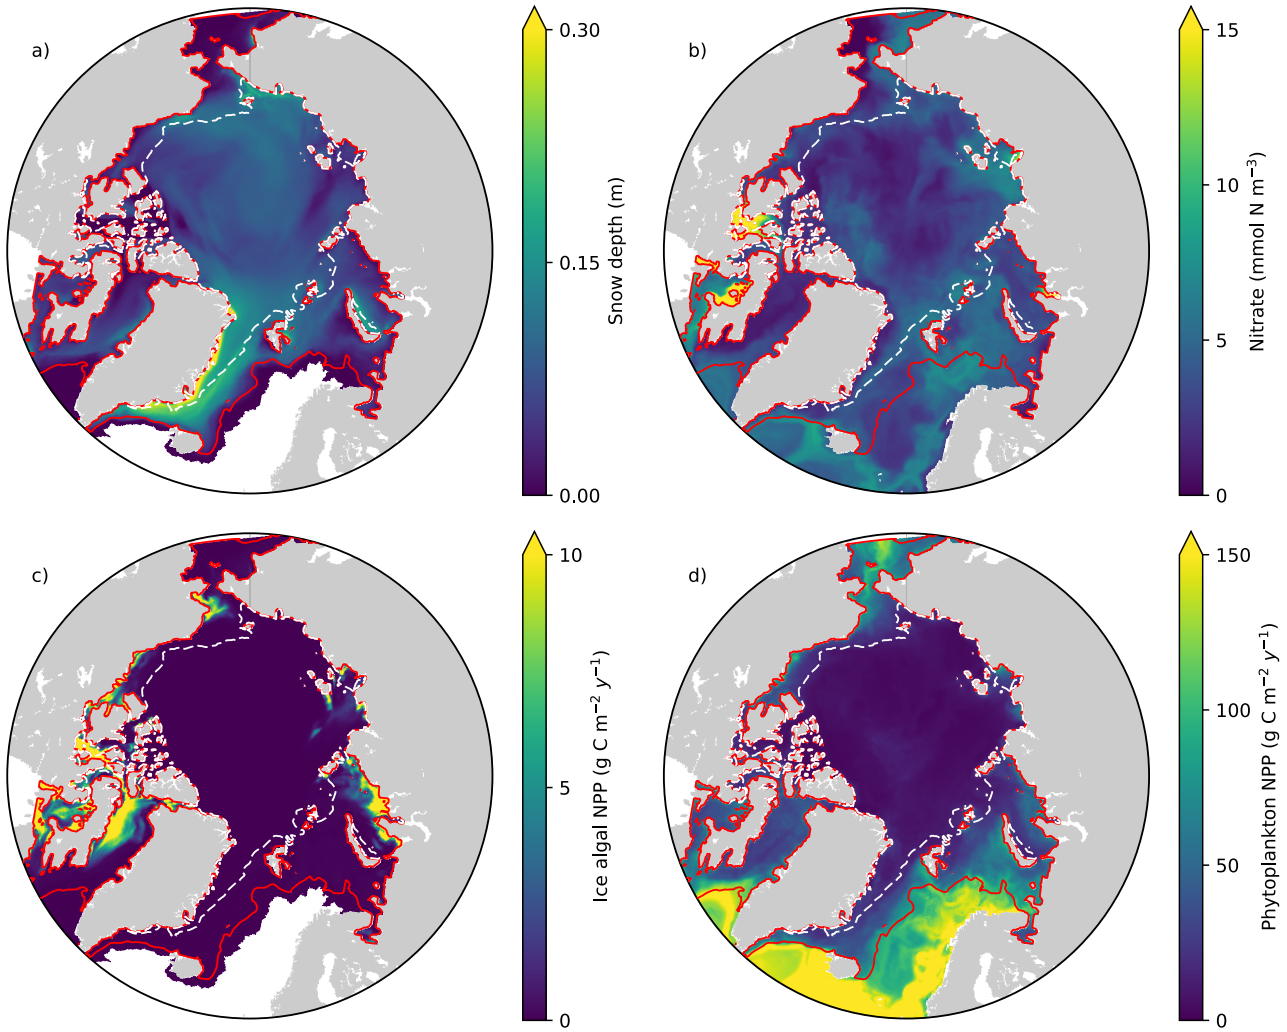 a)
0.30
0.15
0.00
Snow depth (m)
b)
15
10
5
0
Nitrate (mmol N m⁻³)
c)
10
5
0
Ice algal NPP (g C m⁻² y⁻¹)
d)
150
100
50
0
Phytoplankton NPP (g C m⁻² y⁻¹)